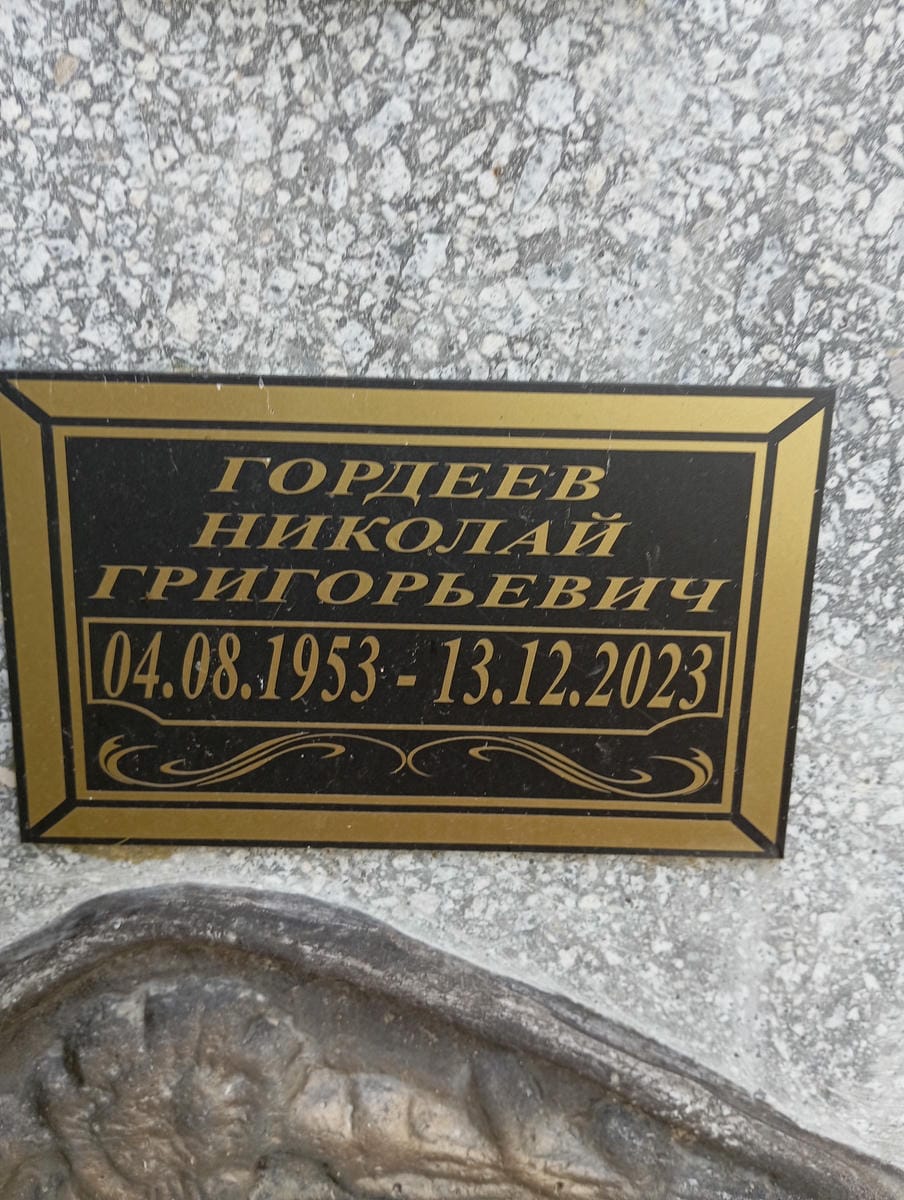 ГОРДЕЕВ
НИКОЛАЙ
ГРИГОРЬЕВИЧ
04.08.1953 - 13.12.2023